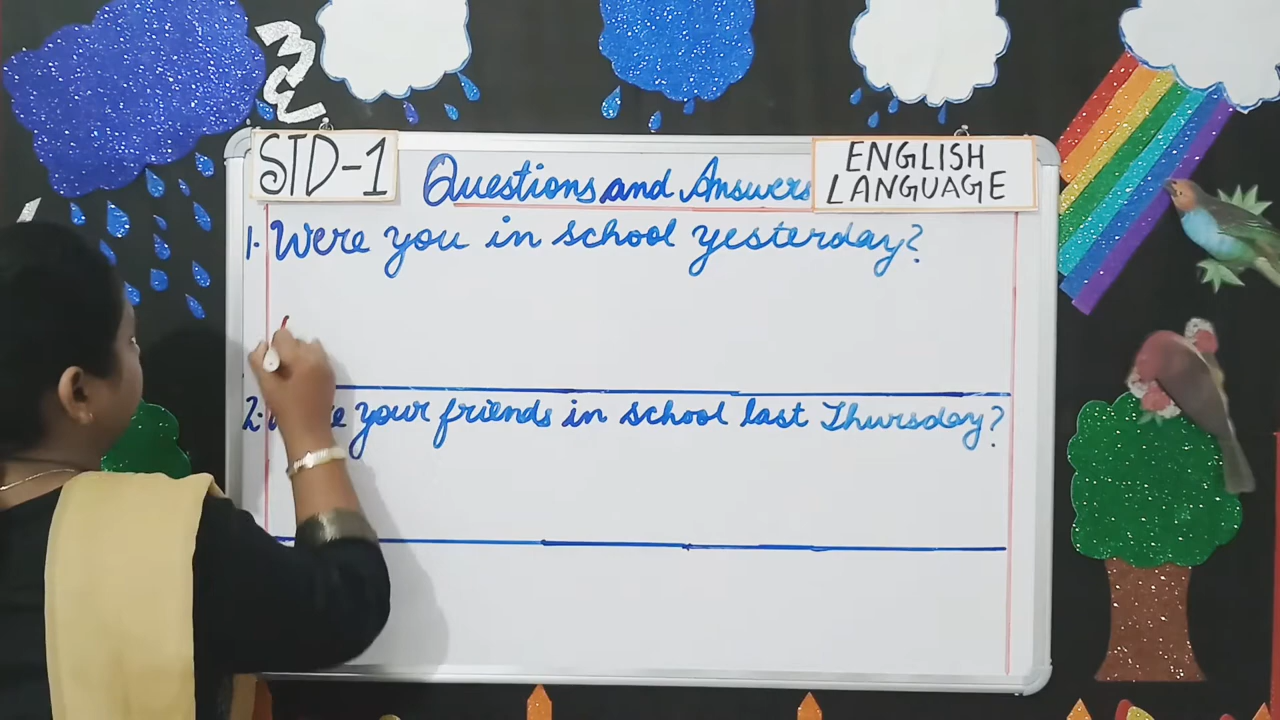 STD-1
Questions and Answers
ENGLISH
LANGUAGE
1. Were you in school yesterday?
2. your friends in school last Thursday?